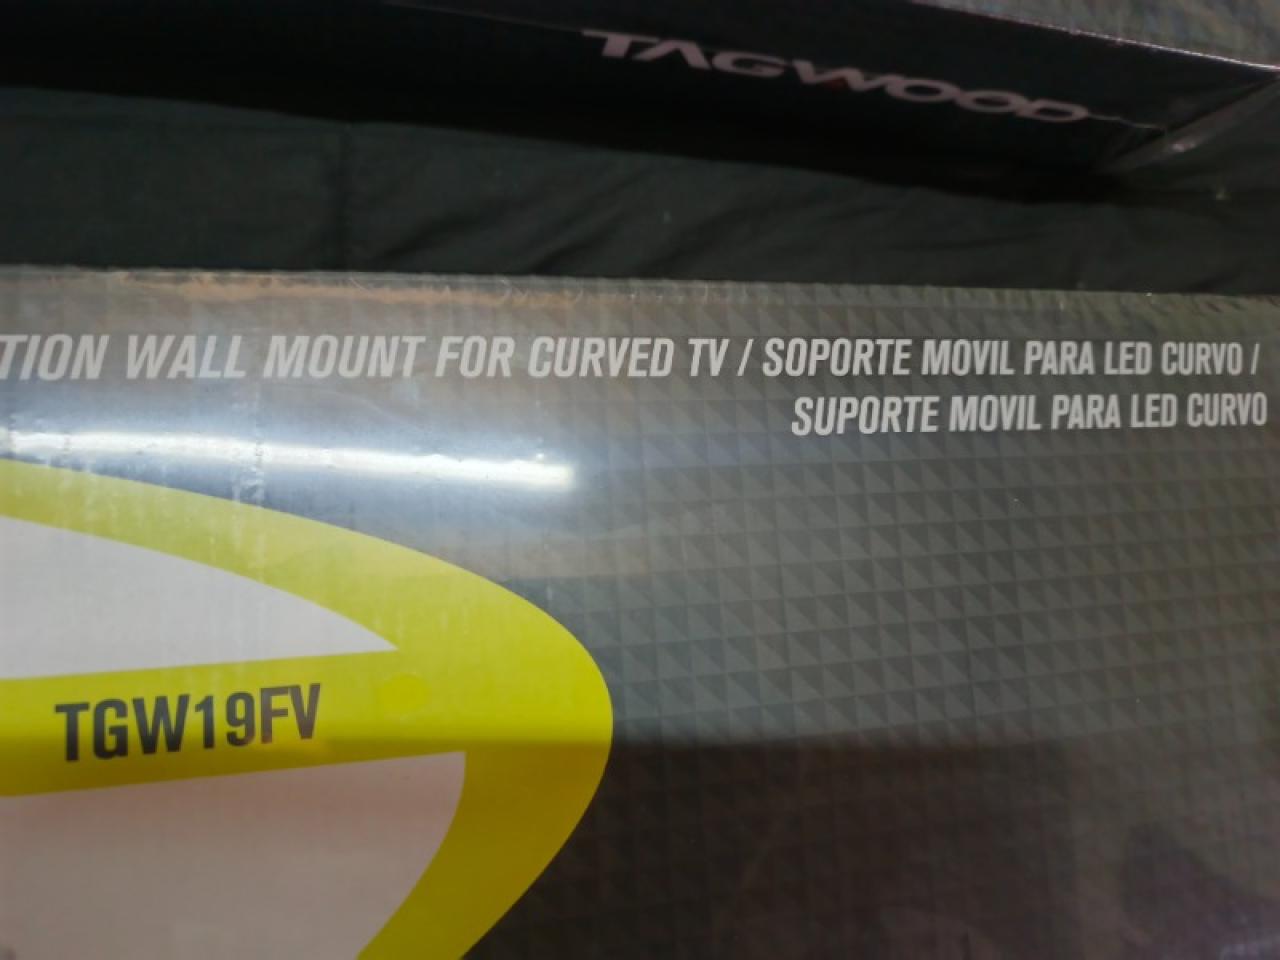 TAGWOOD
TION WALL MOUNT FOR CURVED TV / SOPORTE MOVIL PARA LED CURVO /
SUPORTE MOVIL PARA LED CURVO
TGW19FV